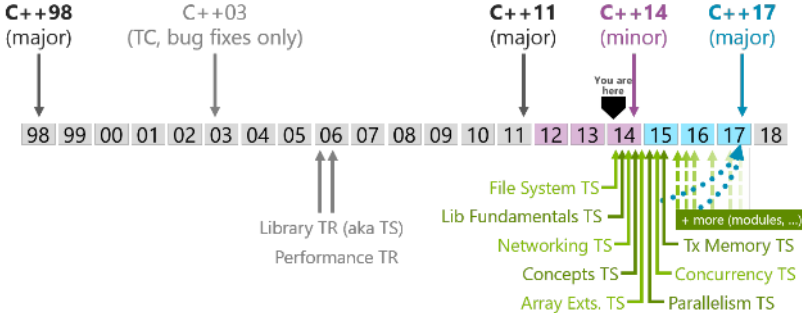 C++98
(major)
C++03
(TC, bug fixes only)
C++11
(major)
C++14
(minor)
C++17
(major)
You are
here
98 99 00 01 02 03 04 05 06 07 08 09 10 11 12 13 14 15 16 17 18
File System TS
Library TR (aka TS)
Lib Fundamentals TS
+ more (modules, ...)
Performance TR
Networking TS
Tx Memory TS
Concepts TS
Concurrency TS
Array Exts. TS
Parallelism TS